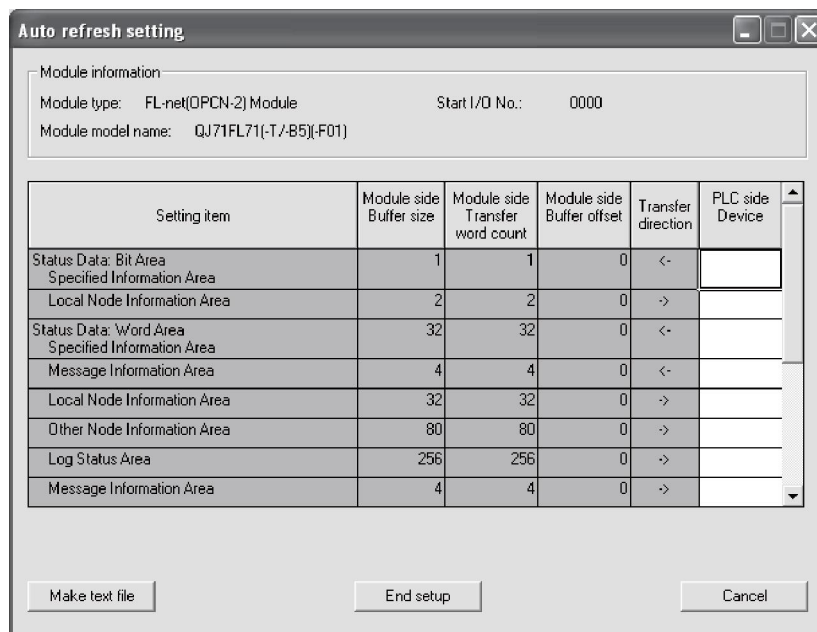 Auto refresh setting
Module information
Module type: FL-net(OPCN-2) Module Start I/O No.: 0000
Module model name: QJ71FL71(-T/-B5)(-F01)
Setting item Module side Buffer size Module side Transfer word count Module side Buffer offset Transfer direction PLC side Device
Status Data: Bit Area
Specified Information Area 1 1 0 <-
Local Node Information Area 2 2 0 ->
Status Data: Word Area
Specified Information Area 32 32 0 <-
Message Information Area 4 4 0 <-
Local Node Information Area 32 32 0 ->
Other Node Information Area 80 80 0 ->
Log Status Area 256 256 0 ->
Message Information Area 4 4 0 ->
Make text file End setup Cancel